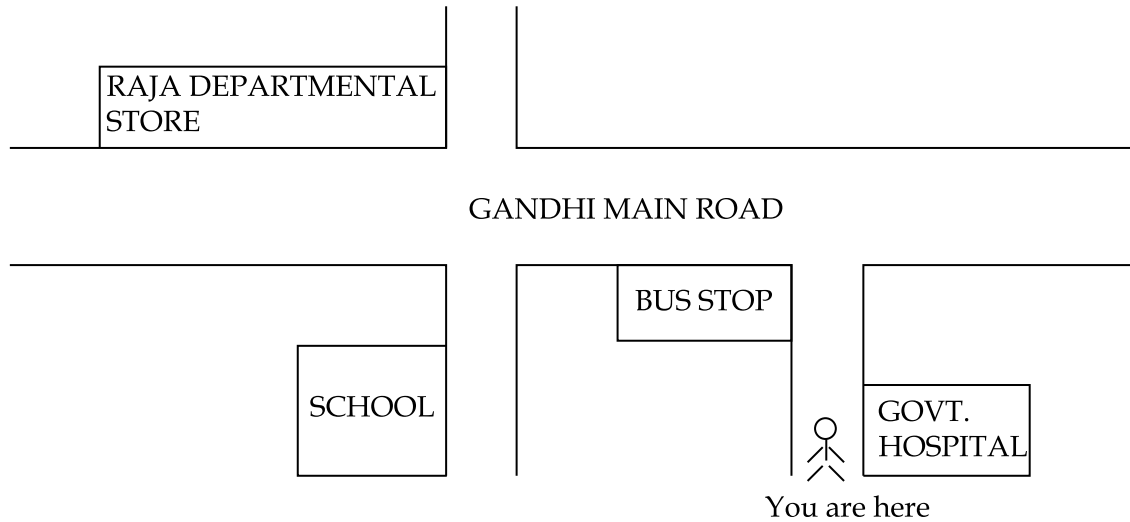 RAJA DEPARTMENTAL
STORE
GANDHI MAIN ROAD
BUS STOP
SCHOOL
GOVT.
HOSPITAL
You are here